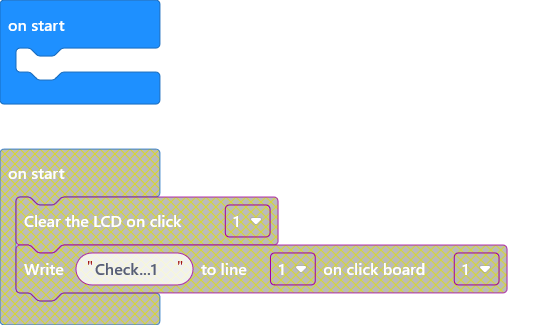 on start
on start
Clear the LCD on click 1
Write "Check...1 " to line 1 on click board 1